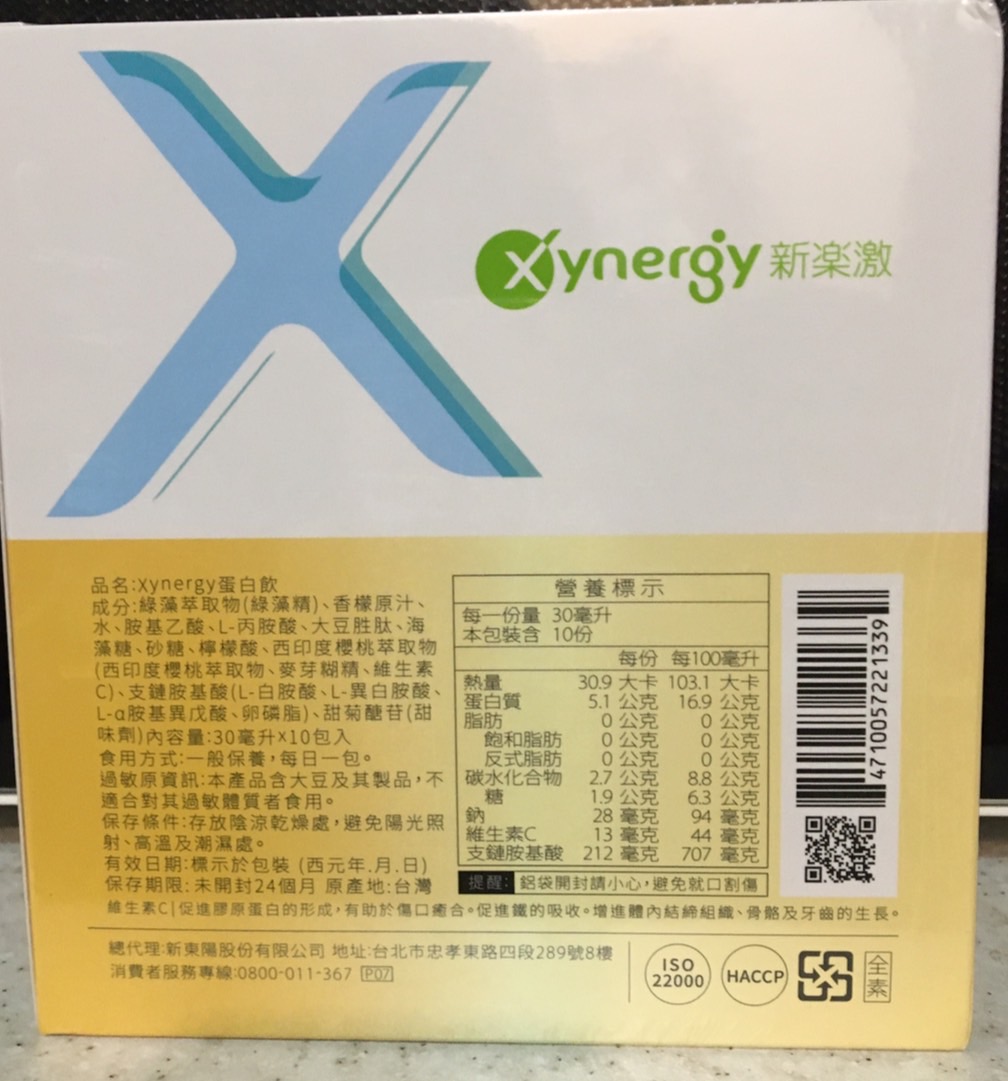 xynergy 新楽激
品名:xynergy蛋白飲
成分:綠藻萃取物(綠藻精)、香檬原汁、
水、胺基乙酸、L-丙胺酸、大豆胜肽、海
藻糖、砂糖、檸檬酸、西印度櫻桃萃取物
(西印度櫻桃萃取物、麥芽糊精、維生素
C)、支鏈胺基酸(L-白胺酸、L-異白胺酸、
L-α胺基異戊酸、卵磷脂)、甜菊醣苷(甜
味劑)內容量:30毫升x10包入
食用方式:一般保養,每日一包。
過敏原資訊:本產品含大豆及其製品,不
適合對其過敏體質者食用。
保存條件:存放陰涼乾燥處,避免陽光照
射、高溫及潮濕處。
有效日期:標示於包裝 (西元年.月.日)
保存期限: 未開封24個月 原產地:台灣
營養標示
每一份量 30毫升
本包裝含 10份
每份 每100毫升
熱量 30.9 大卡 103.1 大卡
蛋白質 5.1 公克 16.9 公克
脂肪 0 公克 0 公克
飽和脂肪 0 公克 0 公克
反式脂肪 0 公克 0 公克
碳水化合物 2.7 公克 8.8 公克
糖 1.9 公克 6.3 公克
鈉 28 毫克 94 毫克
維生素C 13 毫克 44 毫克
支鏈胺基酸 212 毫克 707 毫克
提醒: 鋁袋開封請小心,避免就口割傷
4710057221339
維生素C|促進膠原蛋白的形成,有助於傷口癒合。促進鐵的吸收。增進體內結締組織、骨骼及牙齒的生長。
總代理:新東陽股份有限公司 地址:台北市忠孝東路四段289號8樓
消費者服務專線:0800-011-367 P07
ISO
22000
HACCP
全素